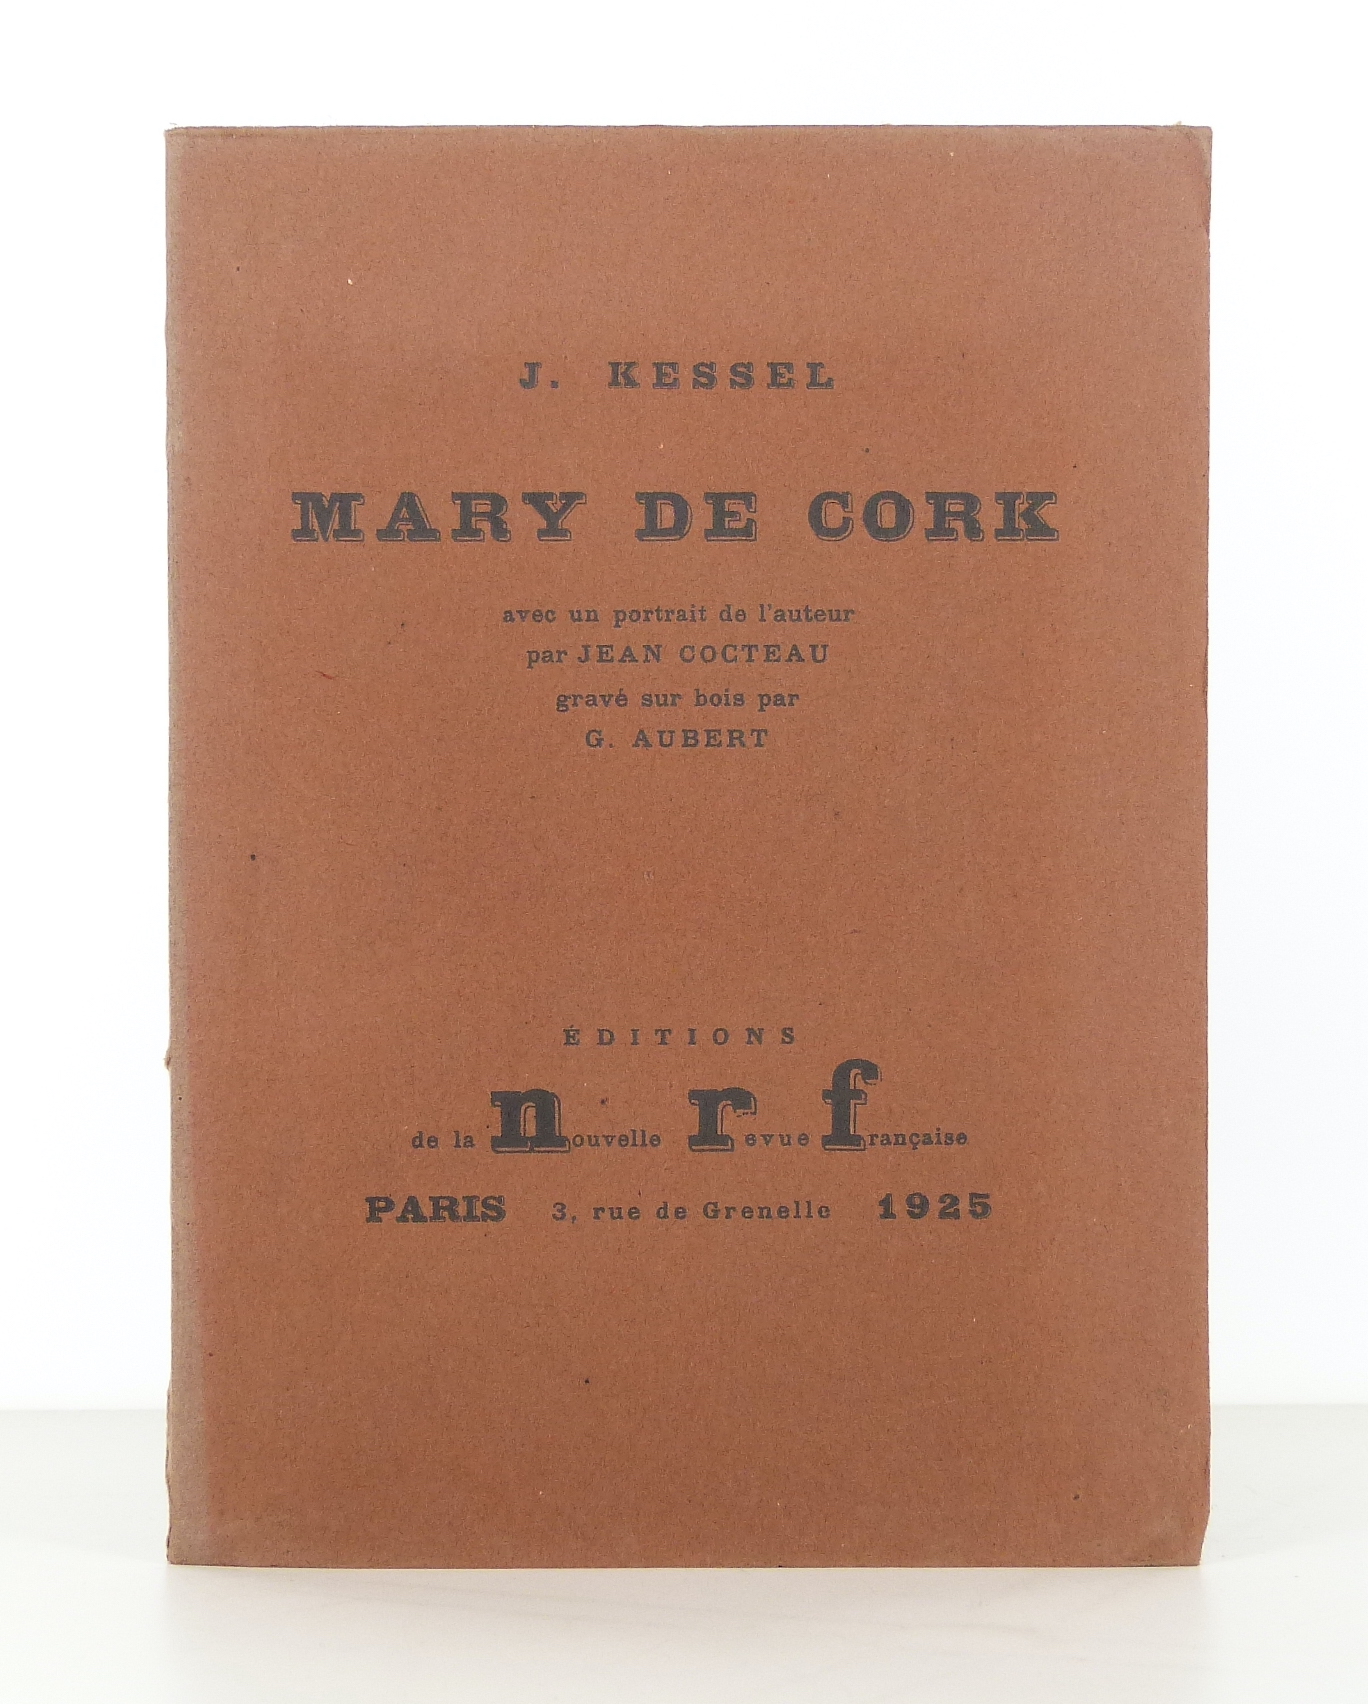 J. KESSEL
MARY DE CORK
avec un portrait de l'auteur
par JEAN COCTEAU
gravé sur bois par
G. AUBERT
ÉDITIONS
de la nouvelle revue française
PARIS 3, rue de Grenelle 1925